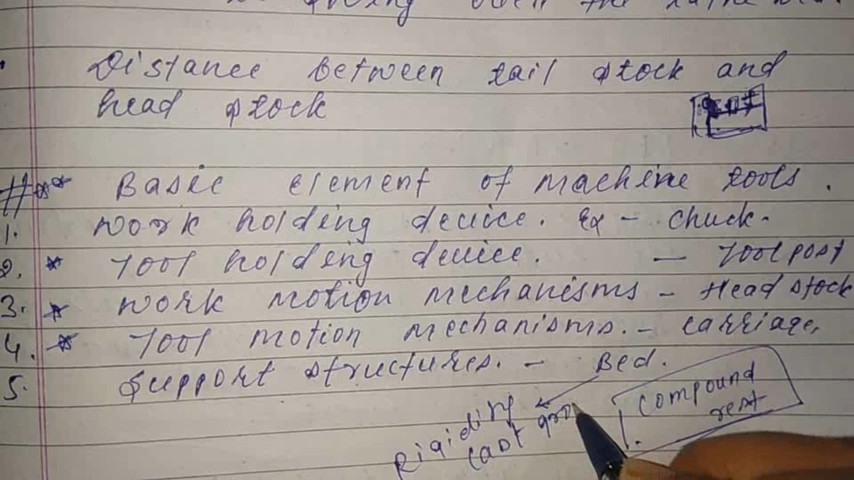 Distance between tail stock and
head stock
# ** Basic element of machine tools.
1. work holding device. Ex - chuck.
2. * Tool holding device. - Tool post
3. * Work motion mechanisms - Head stock
4. * Tool motion mechanisms. - carriage,
5. Support structures. - Bed.
compound
rest
Rigiding
cast